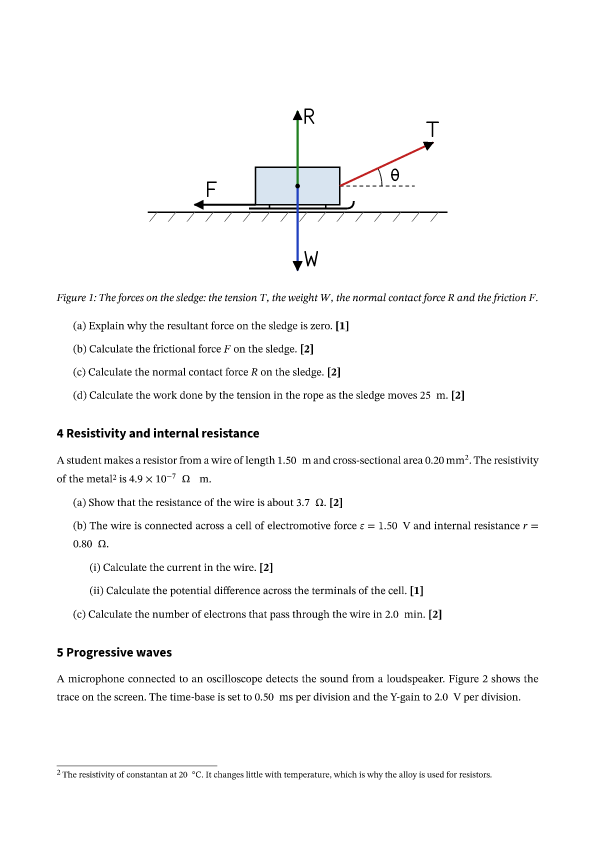 R
T
θ
F
W
Figure 1: The forces on the sledge: the tension T, the weight W, the normal contact force R and the friction F.
(a) Explain why the resultant force on the sledge is zero. [1]
(b) Calculate the frictional force F on the sledge. [2]
(c) Calculate the normal contact force R on the sledge. [2]
(d) Calculate the work done by the tension in the rope as the sledge moves 25 m. [2]
4 Resistivity and internal resistance
A student makes a resistor from a wire of length 1.50 m and cross-sectional area 0.20 mm². The resistivity
of the metal² is 4.9 × 10⁻⁷ Ω m.
(a) Show that the resistance of the wire is about 3.7 Ω. [2]
(b) The wire is connected across a cell of electromotive force ε = 1.50 V and internal resistance r =
0.80 Ω.
(i) Calculate the current in the wire. [2]
(ii) Calculate the potential difference across the terminals of the cell. [1]
(c) Calculate the number of electrons that pass through the wire in 2.0 min. [2]
5 Progressive waves
A microphone connected to an oscilloscope detects the sound from a loudspeaker. Figure 2 shows the
trace on the screen. The time-base is set to 0.50 ms per division and the Y-gain to 2.0 V per division.
² The resistivity of constantan at 20 °C. It changes little with temperature, which is why the alloy is used for resistors.